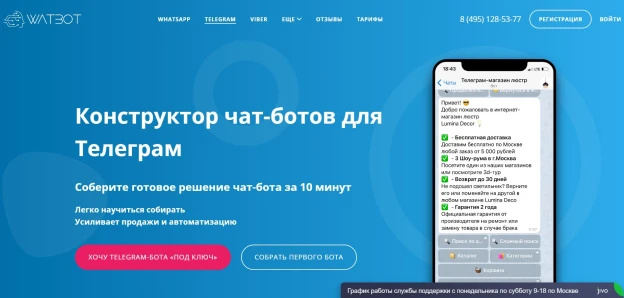 WATBOT
WHATSAPP TELEGRAM VIBER ЕЩЕ ОТЗЫВЫ ТАРИФЫ 8 (495) 128-53-77 РЕГИСТРАЦИЯ ВОЙТИ
Конструктор чат-ботов для
Телеграм
Соберите готовое решение чат-бота за 10 минут
Легко научиться собирать
Усиливает продажи и автоматизацию
ХОЧУ TELEGRAM-БОТА «ПОД КЛЮЧ» СОБРАТЬ ПЕРВОГО БОТА
18:43 LTE
Чаты Телеграм-магазин люстр
бот
Привет! 😎
Добро пожаловать в интернет-
магазин люстр
Lumina Decor
✅ - Бесплатная доставка
Доставим бесплатно по Москве
любой заказ от 5 000 рублей
✅ - 3 Шоу-рума в г.Москва
Посетите один из наших магазинов
или посмотрите 3d-тур
✅ - Возврат до 30 дней
Не подошел светильник? Верните
его или поменяйте на другой в
любом магазине Lumina Deco
✅ - Гарантия 2 года
Официальная гарантия от
производителя на ремонт или
замену товара в случае брака
Сложный поиск
Каталог Категории
Корзина
График работы службы поддержки с понедельника по субботу 9-18 по Москве jivo